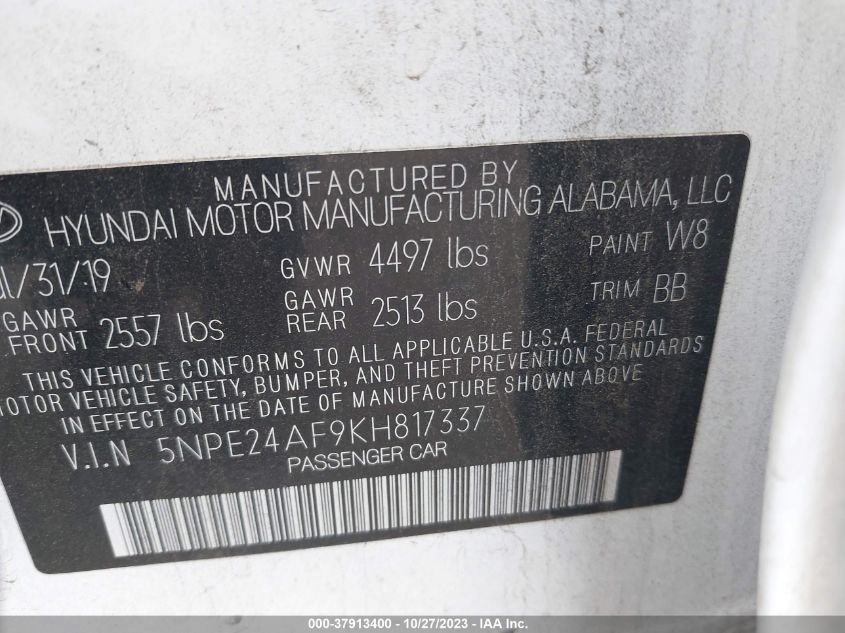 MANUFACTURED BY
HYUNDAI MOTOR MANUFACTURING ALABAMA, LLC
/31/19 GVWR 4497 lbs PAINT W8
GAWR FRONT 2557 lbs GAWR REAR 2513 lbs TRIM BB
THIS VEHICLE CONFORMS TO ALL APPLICABLE U.S.A. FEDERAL
MOTOR VEHICLE SAFETY, BUMPER, AND THEFT PREVENTION STANDARDS
IN EFFECT ON THE DATE OF MANUFACTURE SHOWN ABOVE
V.I.N 5NPE24AF9KH817337
PASSENGER CAR
000-37913400 - 10/27/2023 - IAA Inc.